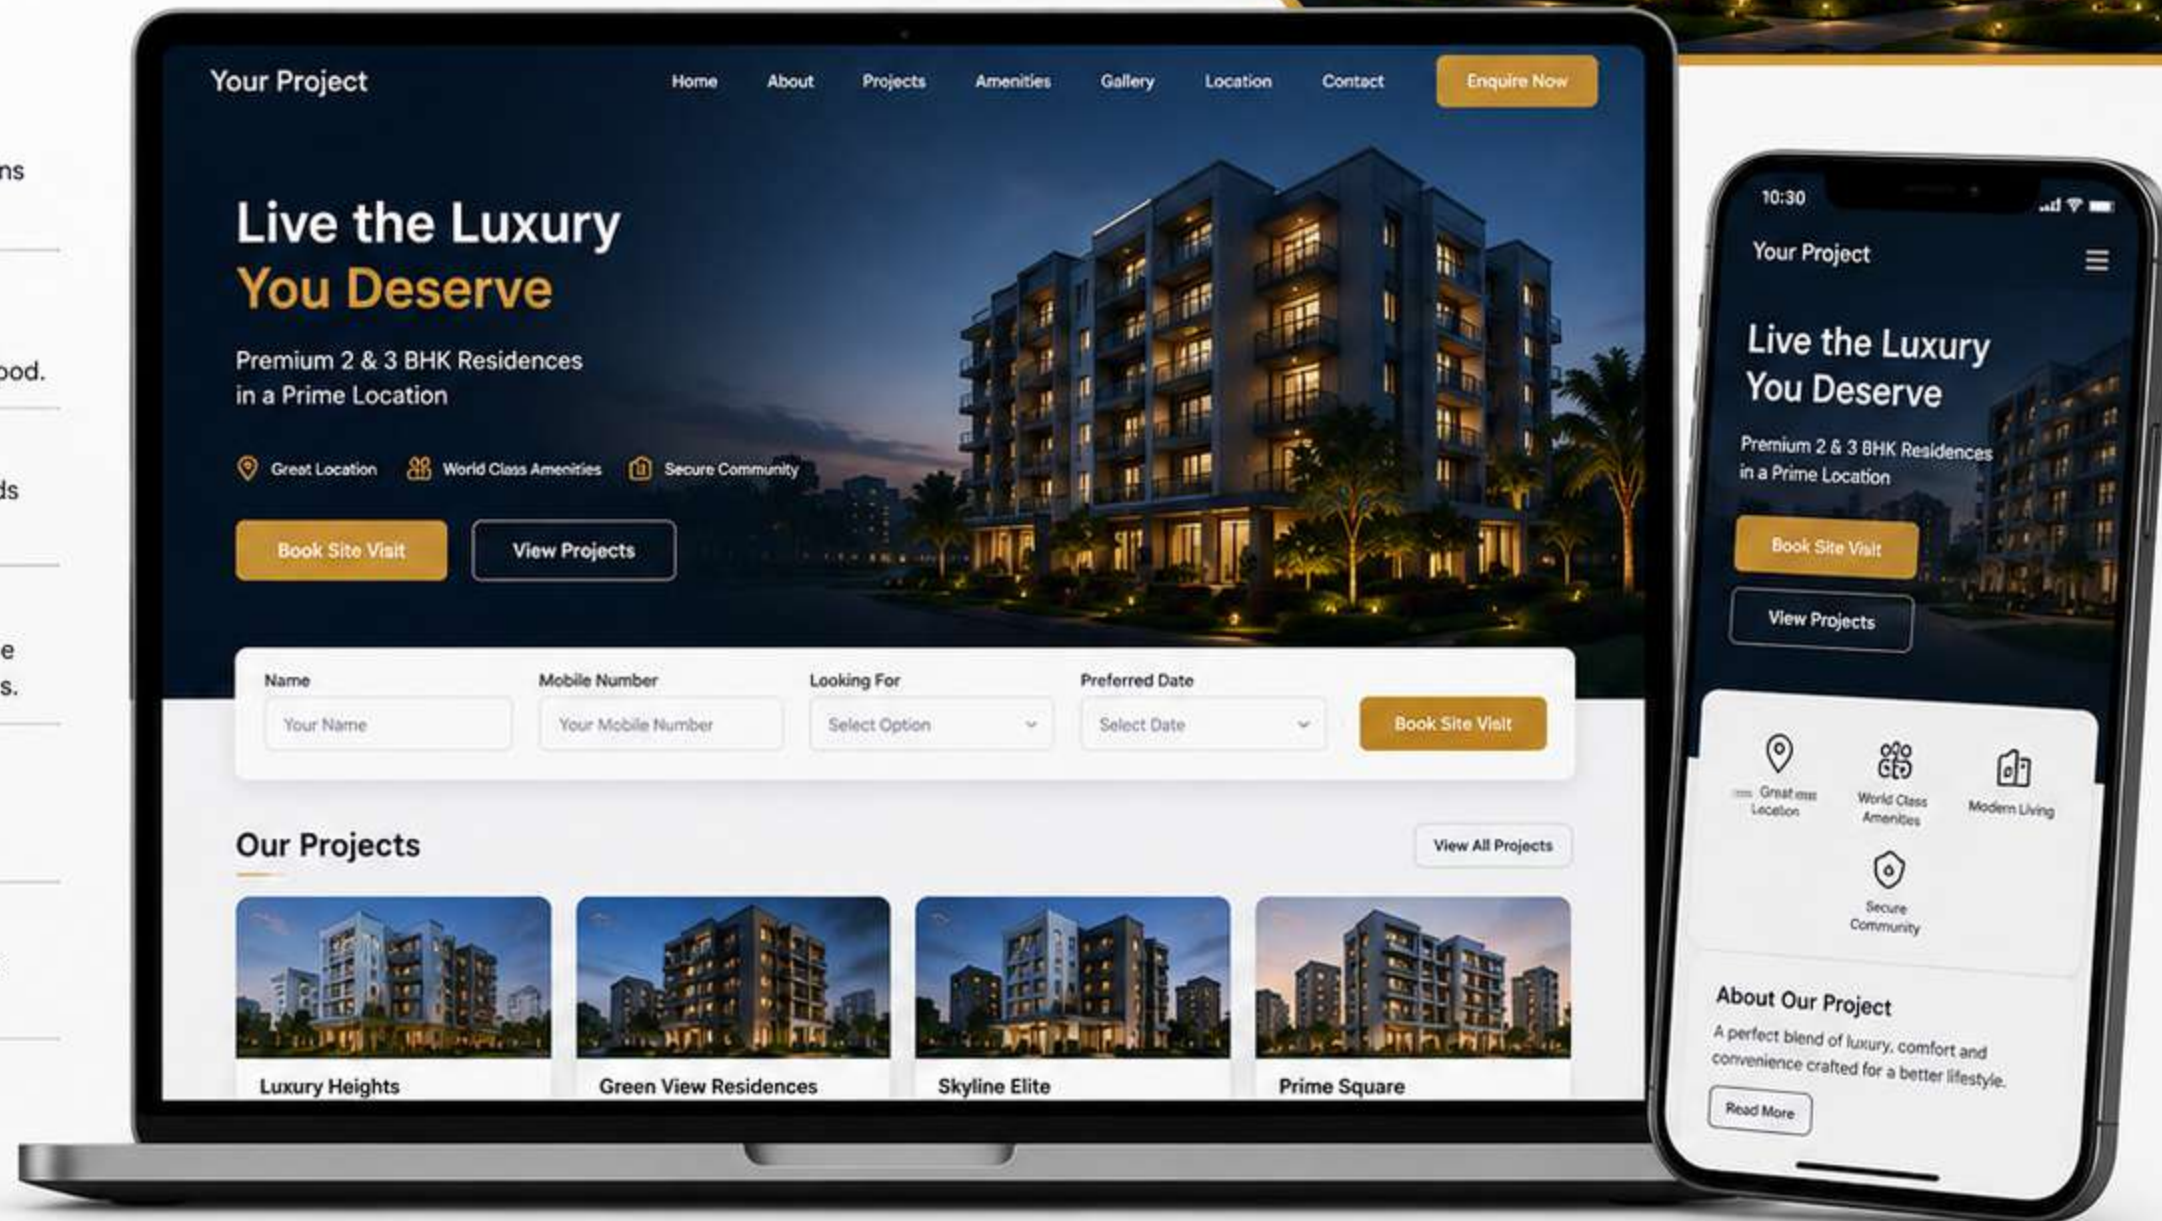 ns
ood.
ds
e
s.
Your Project
Home About Projects Amenities Gallery Location Contact Enquire Now
Live the Luxury
You Deserve
Premium 2 & 3 BHK Residences
in a Prime Location
Great Location World Class Amenities Secure Community
Book Site Visit View Projects
Name Mobile Number Looking For Preferred Date
Your Name Your Mobile Number Select Option Select Date Book Site Visit
Our Projects View All Projects
Luxury Heights Green View Residences Skyline Elite Prime Square
10:30
Your Project
Live the Luxury
You Deserve
Premium 2 & 3 BHK Residences
in a Prime Location
Book Site Visit
View Projects
Great
Location
World Class
Amenities
Modern Living
Secure
Community
About Our Project
A perfect blend of luxury, comfort and
convenience crafted for a better lifestyle.
Read More